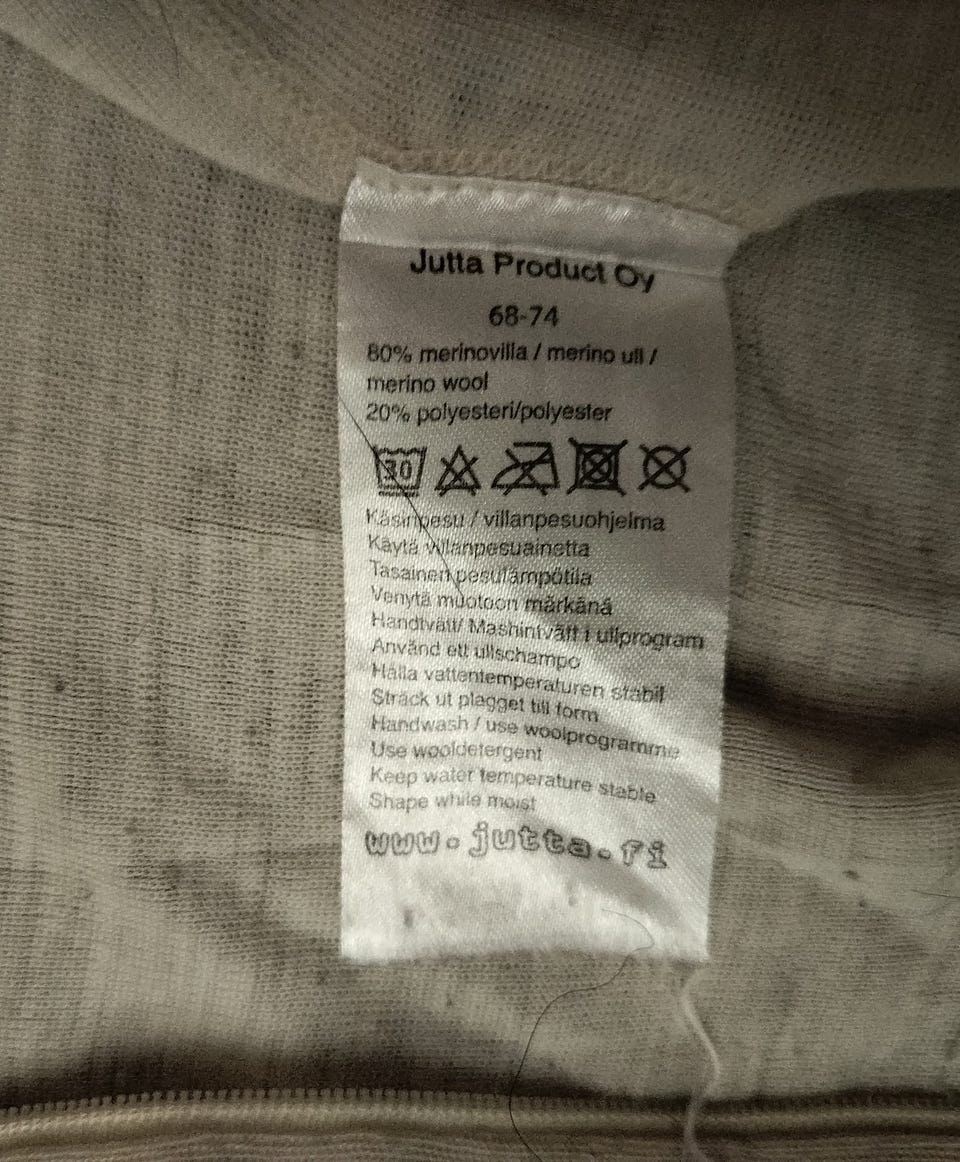 Jutta Product Oy
68-74
80% merinovilla / merino ull /
merino wool
20% polyesteri/polyester
30
Käsinpesu / villanpesuohjelma
Käytä villanpesuainetta
Tasainen pesulämpötila
Venytä muotoon märkänä
Handtvätt/ Mashintvätt i ullprogram
Använd ett ullschampo
Hålla vattentemperaturen stabil
Sträck ut plagget till form
Handwash / use woolprogramme
Use wooldetergent
Keep water temperature stable
Shape while moist
www.jutta.fi